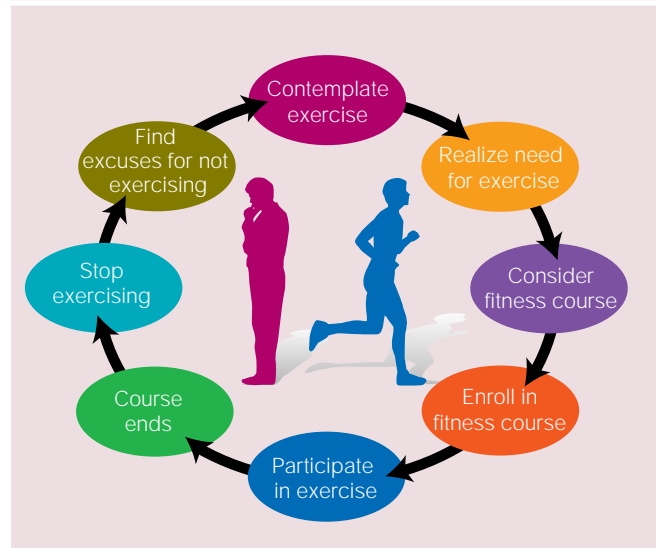 Contemplate
exercise
Realize need
for exercise
Consider
fitness course
Enroll in
fitness course
Participate
in exercise
Course
ends
Stop
exercising
Find
excuses for not
exercising